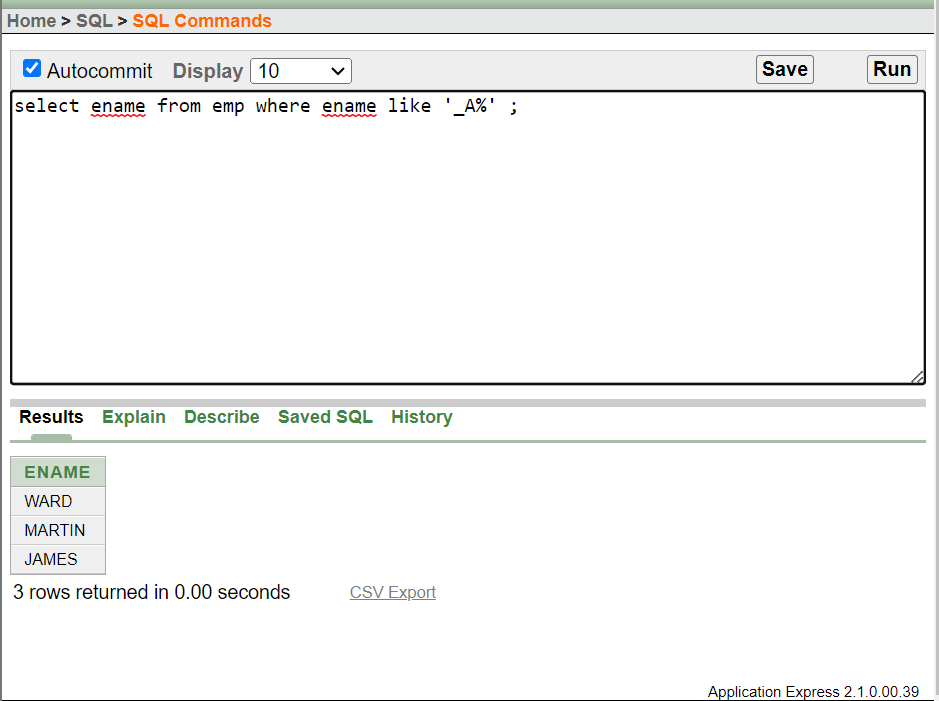 Home > SQL > SQL Commands
Autocommit Display 10 Save Run
select ename from emp where ename like '_A%' ;
Results Explain Describe Saved SQL History
ENAME
WARD
MARTIN
JAMES
3 rows returned in 0.00 seconds CSV Export
Application Express 2.1.0.00.39